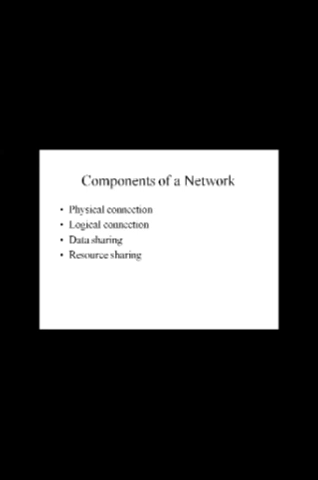 Components of a Network
• Physical connection
• Logical connection
• Data sharing
• Resource sharing